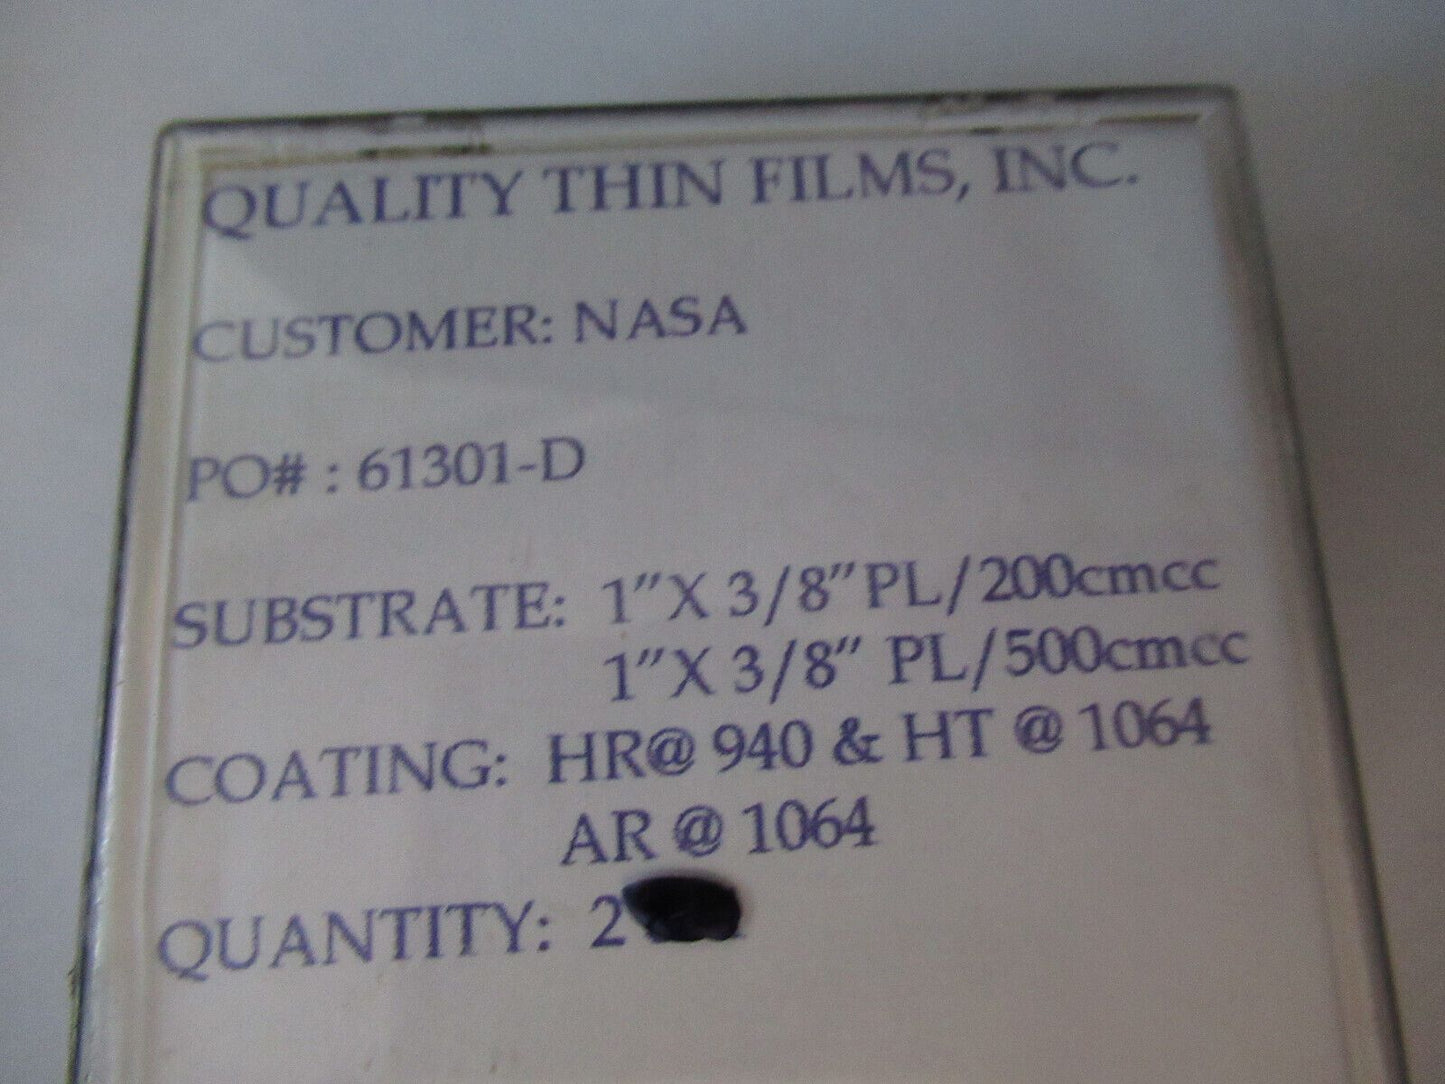 QUALITY THIN FILMS, INC.
CUSTOMER: NASA
PO# : 61301-D
SUBSTRATE: 1"X 3/8"PL/200cmcc
1"X 3/8" PL/500cmcc
COATING: HR@ 940 & HT @ 1064
AR @ 1064
QUANTITY: 2